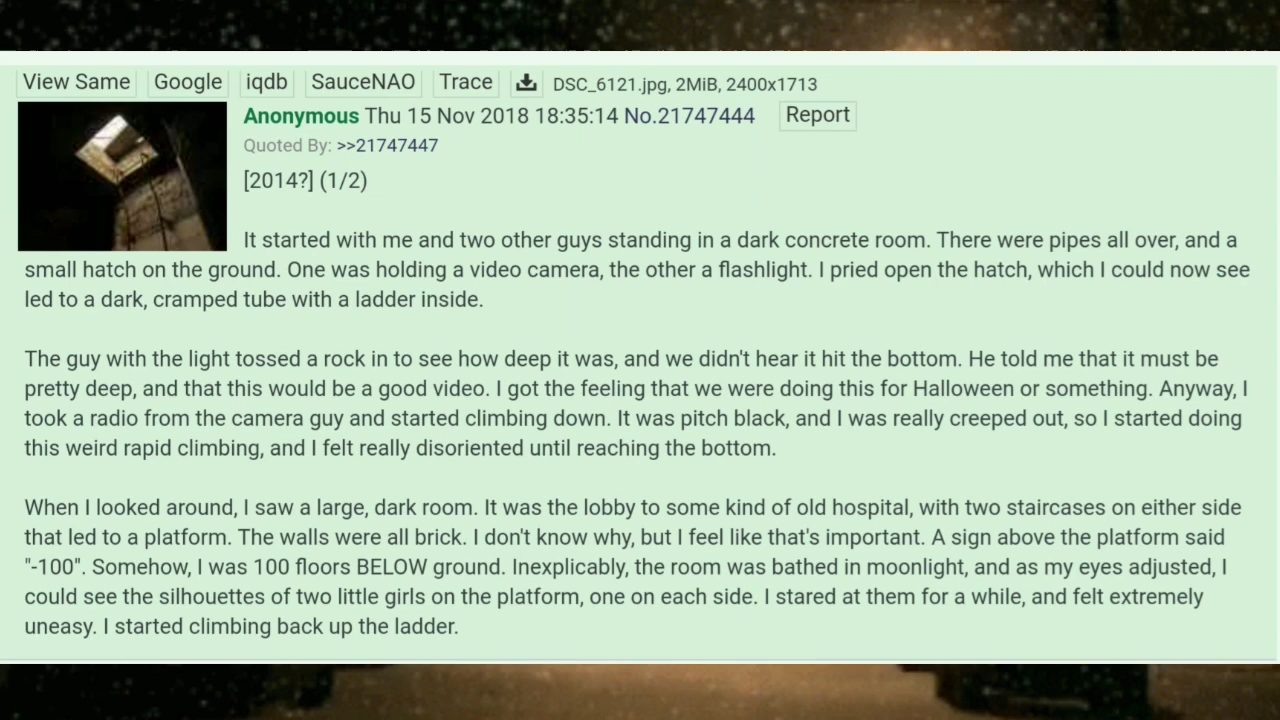 View Same Google iqdb SauceNAO Trace DSC_6121.jpg, 2MiB, 2400x1713
Anonymous Thu 15 Nov 2018 18:35:14 No.21747444 Report
Quoted By: >>21747447
[2014?] (1/2)
It started with me and two other guys standing in a dark concrete room. There were pipes all over, and a
small hatch on the ground. One was holding a video camera, the other a flashlight. I pried open the hatch, which I could now see
led to a dark, cramped tube with a ladder inside.
The guy with the light tossed a rock in to see how deep it was, and we didn't hear it hit the bottom. He told me that it must be
pretty deep, and that this would be a good video. I got the feeling that we were doing this for Halloween or something. Anyway, I
took a radio from the camera guy and started climbing down. It was pitch black, and I was really creeped out, so I started doing
this weird rapid climbing, and I felt really disoriented until reaching the bottom.
When I looked around, I saw a large, dark room. It was the lobby to some kind of old hospital, with two staircases on either side
that led to a platform. The walls were all brick. I don't know why, but I feel like that's important. A sign above the platform said
"-100". Somehow, I was 100 floors BELOW ground. Inexplicably, the room was bathed in moonlight, and as my eyes adjusted, I
could see the silhouettes of two little girls on the platform, one on each side. I stared at them for a while, and felt extremely
uneasy. I started climbing back up the ladder.